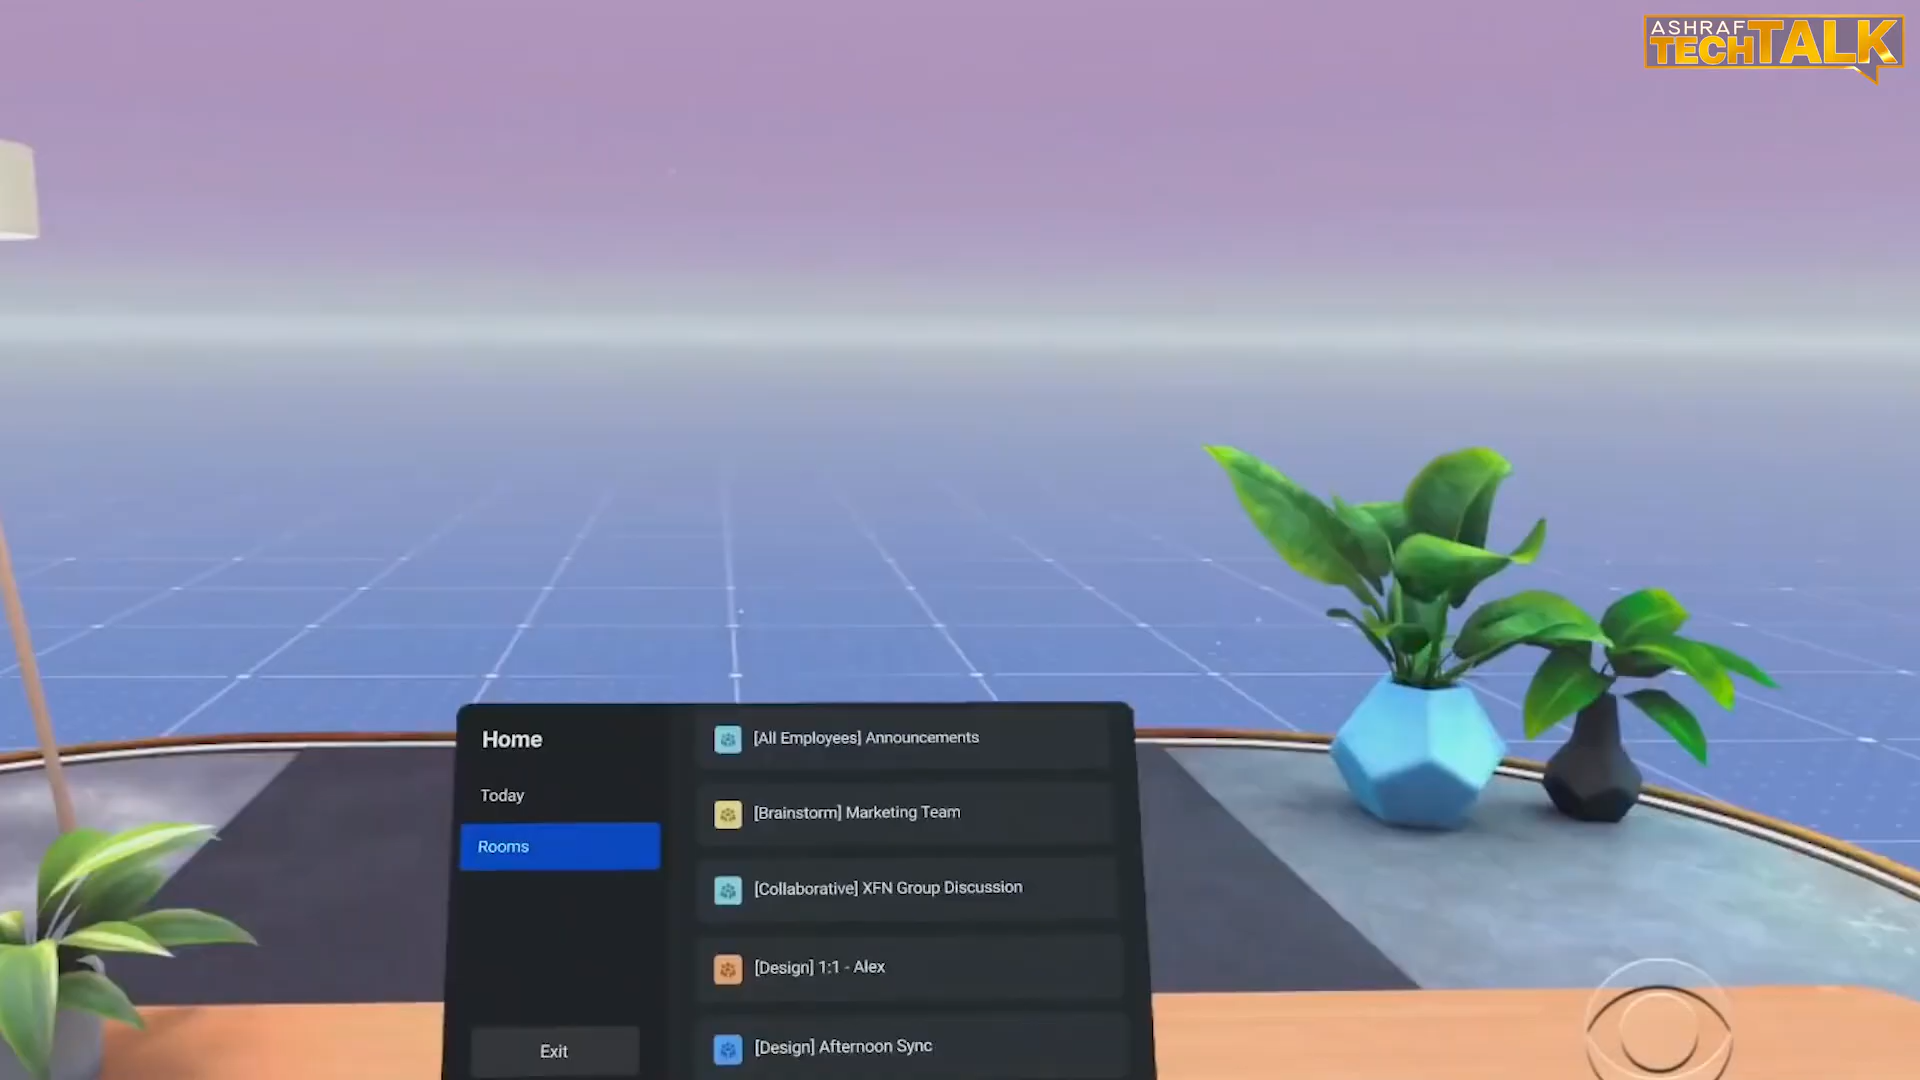 ASHRAF
TECHTALK
Home
Today
Rooms
Exit
[All Employees] Announcements
[Brainstorm] Marketing Team
[Collaborative] XFN Group Discussion
[Design] 1:1 - Alex
[Design] Afternoon Sync